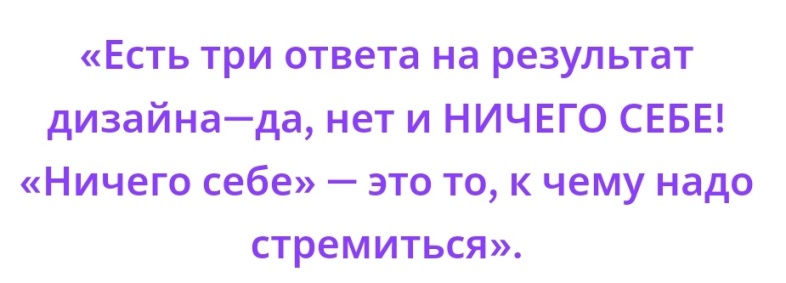 «Есть три ответа на результат
дизайна—да, нет и НИЧЕГО СЕБЕ!
«Ничего себе» — это то, к чему надо
стремиться».